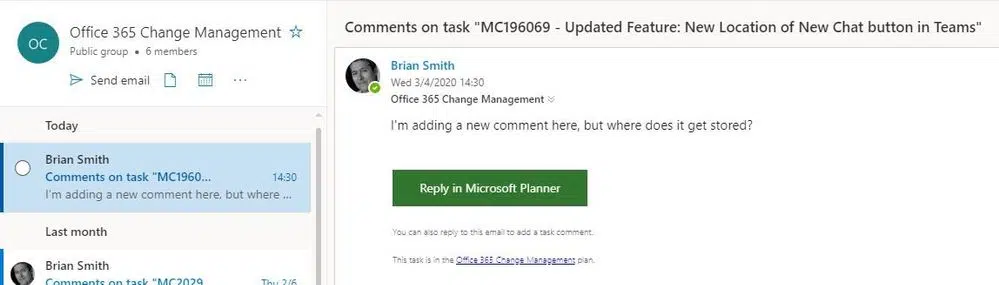 OC
Office 365 Change Management
Public group • 6 members
Send email
Today
Brian Smith
Comments on task "MC1960...
14:30
I'm adding a new comment here, but where ...
Last month
Brian Smith
Comments on task "MC2029
Thu 2/6
Comments on task "MC196069 - Updated Feature: New Location of New Chat button in Teams"
Brian Smith
Wed 3/4/2020 14:30
Office 365 Change Management
I'm adding a new comment here, but where does it get stored?
Reply in Microsoft Planner
You can also reply to this email to add a task comment.
This task is in the Office 365 Change Management plan.